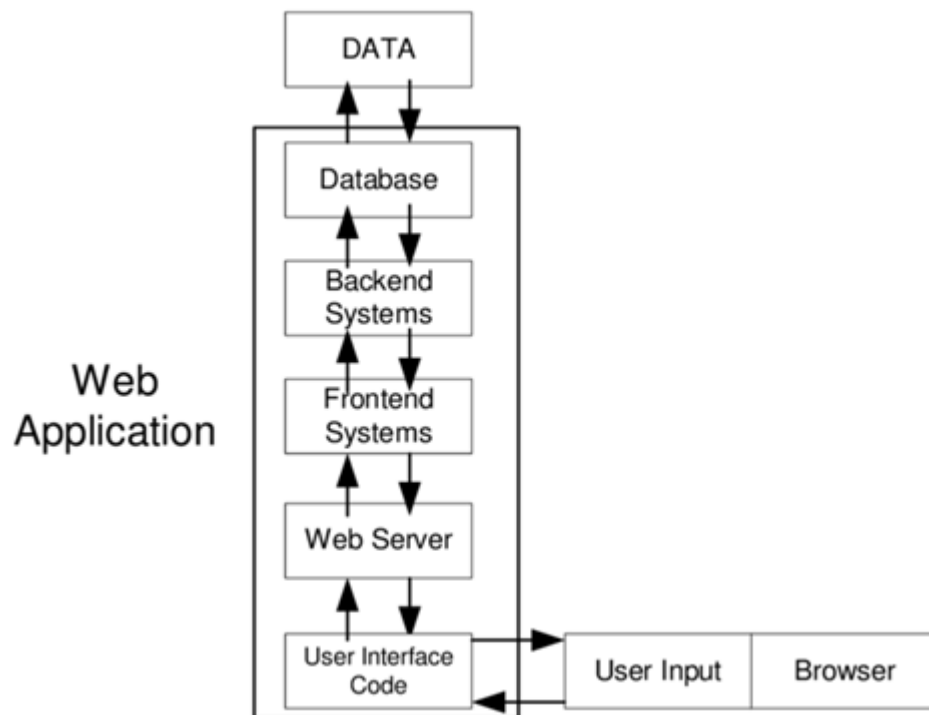 DATA
Database
Backend
Systems
Web
Application
Frontend
Systems
Web Server
User Interface
Code
User Input
Browser